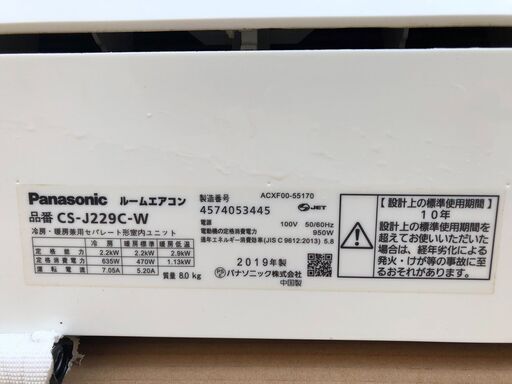 Panasonic ルームエアコン
品番 CS-J229C-W
冷房・暖房兼用セパレート形室内ユニット
冷房 暖房標準 暖房低温
定格能力 2.2kW 2.2kW 2.9kW
定格消費電力 635W 470W 1.13kW
運転電流 7.05A 5.20A 質量 8.0 kg
ACXF00-55170
製造番号
4574053445 JET
電源 100V 50/60Hz
電動機の定格消費電力 950W
通年エネルギー消費効率(JIS C 9612:2013) 5.8
2019年製
PS E パナソニック株式会社
中国製
【設計上の標準使用期間】
10年
設計上の標準使用期間を
超えてお使いいただいた
場合は、経年劣化による
発火・けが等の事故に至
るおそれがあります。